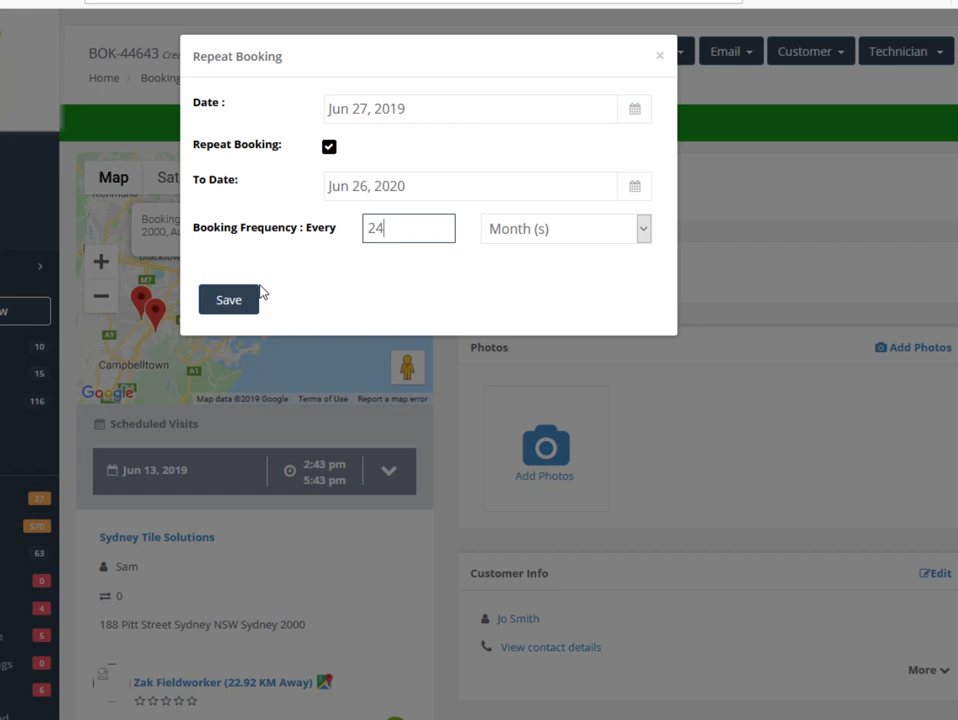 BOK-44643
Home / Booking
Repeat Booking ×
Email Customer Technician
Date : Jun 27, 2019
Repeat Booking:
To Date: Jun 26, 2020
Booking Frequency : Every 24 Month (s)
Save
Map Sat
Booking
2000, Au
M7
A9
A1
Campbelltown
Google
Map data ©2019 Google Terms of Use Report a map error
10
15
116
27
570
63
0
4
5
0
6
Scheduled Visits
Jun 13, 2019 2:43 pm
5:43 pm
Sydney Tile Solutions
Sam
0
188 Pitt Street Sydney NSW Sydney 2000
Zak Fieldworker (22.92 KM Away)
Photos Add Photos
Add Photos
Customer Info Edit
Jo Smith
View contact details
More